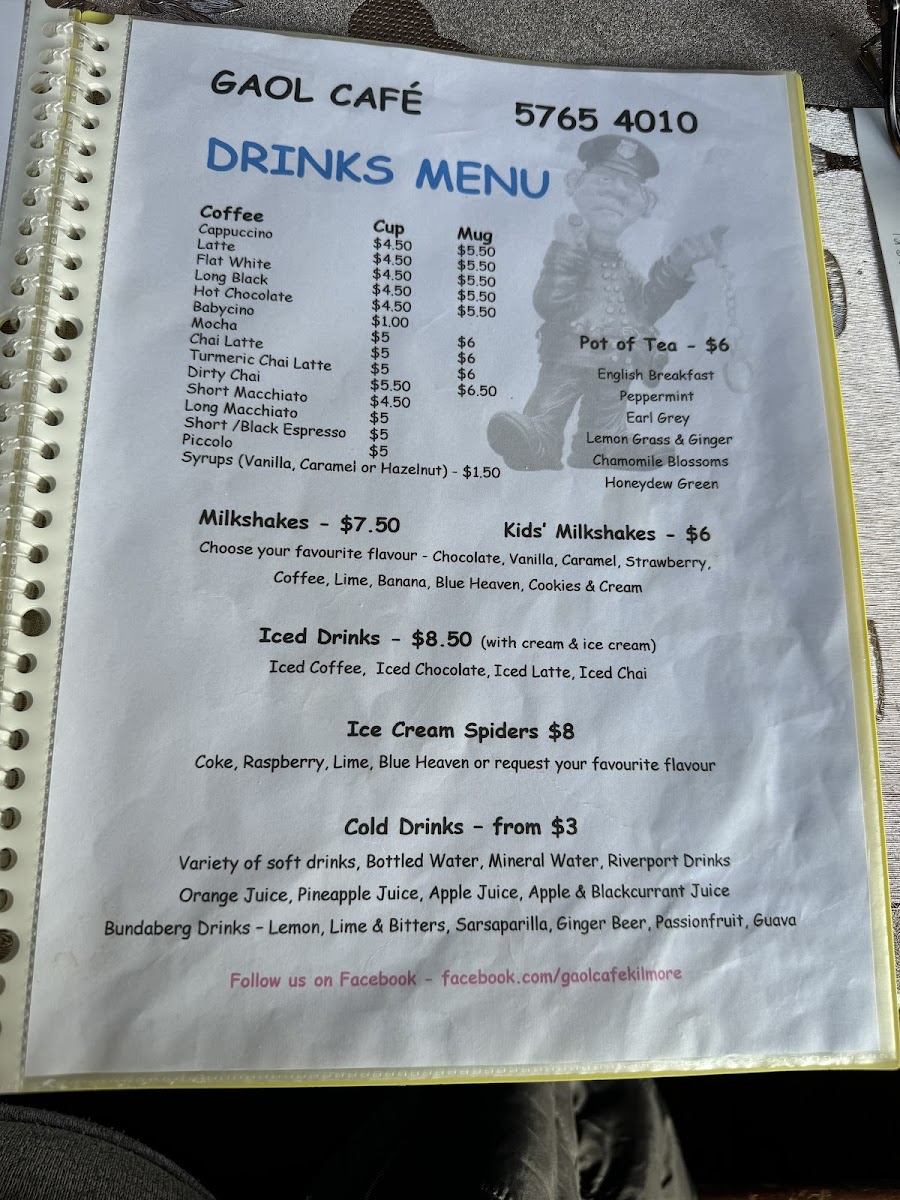 GAOL CAFÉ 5765 4010
DRINKS MENU
Coffee Cup Mug
Cappuccino $4.50 $5.50
Latte $4.50 $5.50
Flat White $4.50 $5.50
Long Black $4.50 $5.50
Hot Chocolate $4.50 $5.50
Babycino $1.00
Mocha $5 $6
Chai Latte $5 $6
Turmeric Chai Latte $5 $6
Dirty Chai $5.50 $6.50
Short Macchiato $4.50
Long Macchiato $5
Short /Black Espresso $5
Piccolo $5
Syrups (Vanilla, Caramel or Hazelnut) - $1.50
Pot of Tea - $6
English Breakfast
Peppermint
Earl Grey
Lemon Grass & Ginger
Chamomile Blossoms
Honeydew Green
Milkshakes - $7.50 Kids' Milkshakes - $6
Choose your favourite flavour - Chocolate, Vanilla, Caramel, Strawberry,
Coffee, Lime, Banana, Blue Heaven, Cookies & Cream
Iced Drinks - $8.50 (with cream & ice cream)
Iced Coffee, Iced Chocolate, Iced Latte, Iced Chai
Ice Cream Spiders $8
Coke, Raspberry, Lime, Blue Heaven or request your favourite flavour
Cold Drinks – from $3
Variety of soft drinks, Bottled Water, Mineral Water, Riverport Drinks
Orange Juice, Pineapple Juice, Apple Juice, Apple & Blackcurrant Juice
Bundaberg Drinks – Lemon, Lime & Bitters, Sarsaparilla, Ginger Beer, Passionfruit, Guava
Follow us on Facebook - facebook.com/gaolcafekilmore